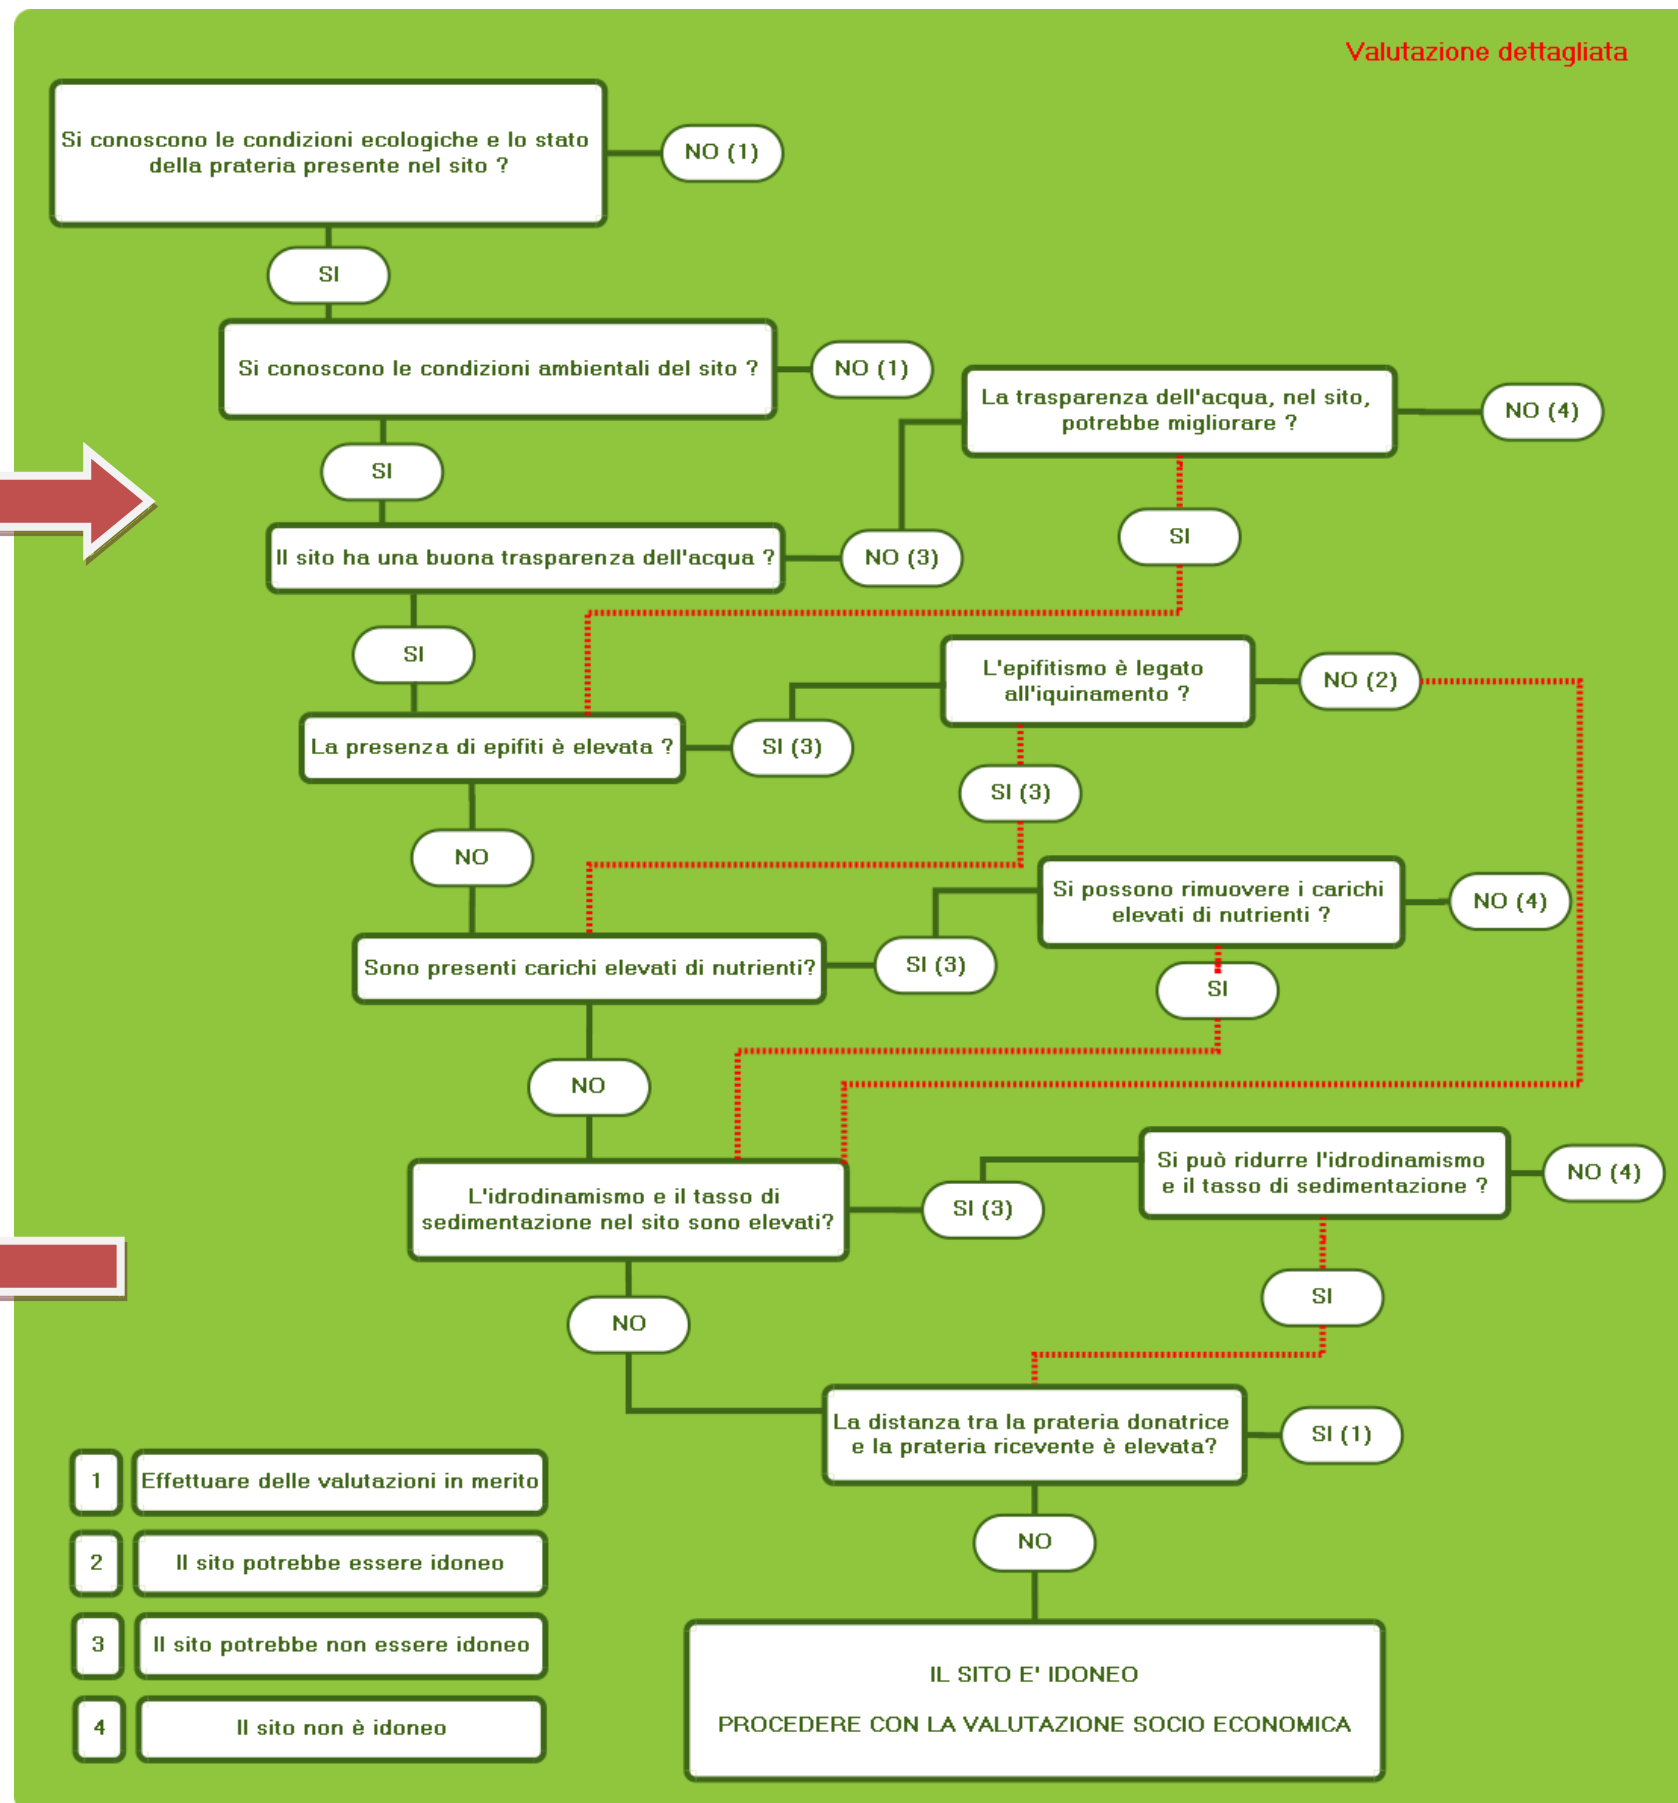 Valutazione dettagliata
Si conoscono le condizioni ecologiche e lo stato
della prateria presente nel sito ?
NO (1)
SI
Si conoscono le condizioni ambientali del sito ?
NO (1)
La trasparenza dell'acqua, nel sito,
potrebbe migliorare ?
NO (4)
SI
SI
Il sito ha una buona trasparenza dell'acqua ?
NO (3)
SI
L'epifitismo è legato
all'iquinamento ?
NO (2)
La presenza di epifiti è elevata ?
SI (3)
SI (3)
NO
Si possono rimuovere i carichi
elevati di nutrienti ?
NO (4)
Sono presenti carichi elevati di nutrienti?
SI (3)
SI
NO
L'idrodinamismo e il tasso di
sedimentazione nel sito sono elevati?
SI (3)
Si può ridurre l'idrodinamismo
e il tasso di sedimentazione ?
NO (4)
SI
NO
La distanza tra la prateria donatrice
e la prateria ricevente è elevata?
SI (1)
NO
IL SITO E' IDONEO
PROCEDERE CON LA VALUTAZIONE SOCIO ECONOMICA
1 Effettuare delle valutazioni in merito
2 Il sito potrebbe essere idoneo
3 Il sito potrebbe non essere idoneo
4 Il sito non è idoneo